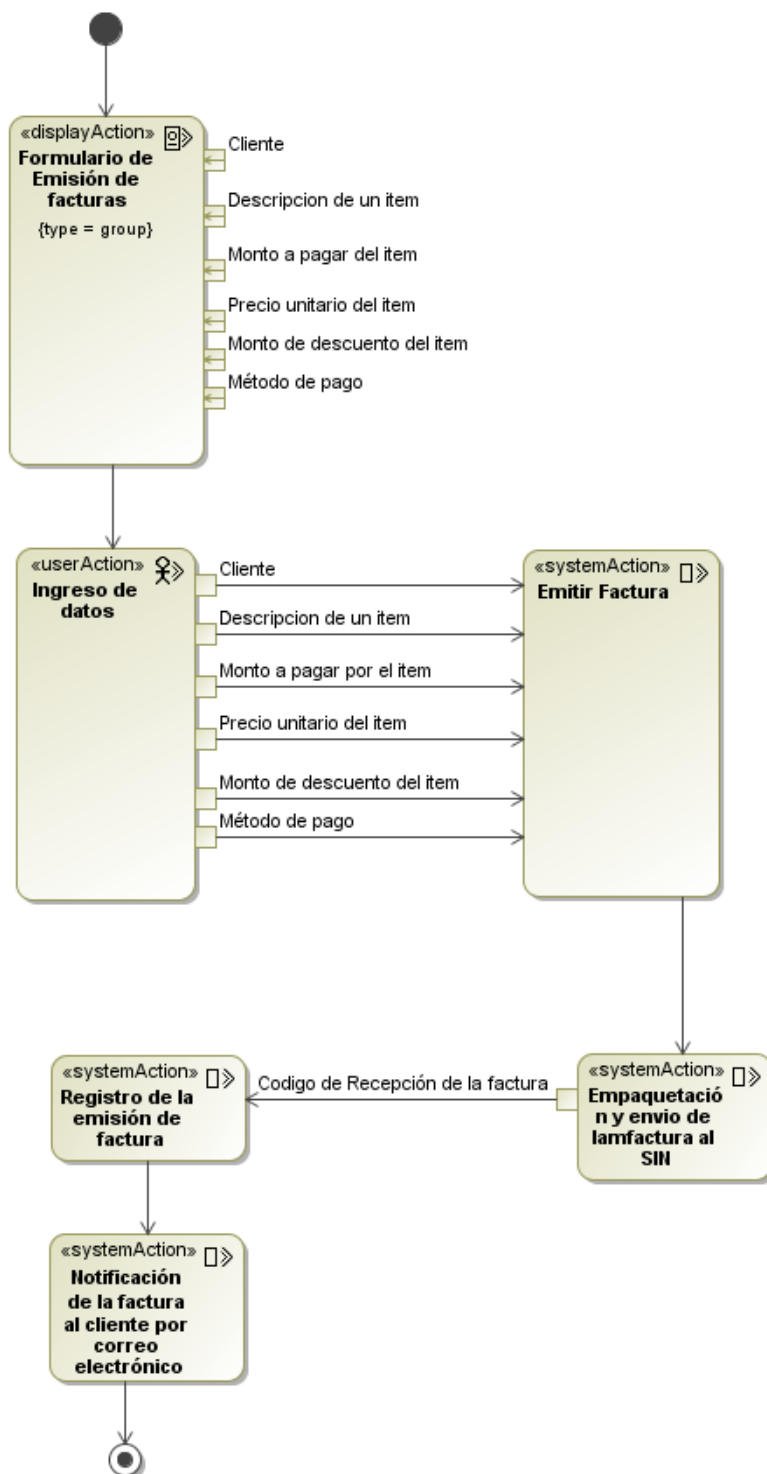 «displayAction»
Formulario de
Emisión de
facturas
{type = group}
Cliente
Descripcion de un item
Monto a pagar del item
Precio unitario del item
Monto de descuento del item
Método de pago
«userAction»
Ingreso de
datos
Cliente
Descripcion de un item
Monto a pagar por el item
Precio unitario del item
Monto de descuento del item
Método de pago
«systemAction»
Emitir Factura
«systemAction»
Empaquetació
n y envio de
lamfactura al
SIN
Codigo de Recepción de la factura
«systemAction»
Registro de la
emisión de
factura
«systemAction»
Notificación
de la factura
al cliente por
correo
electrónico